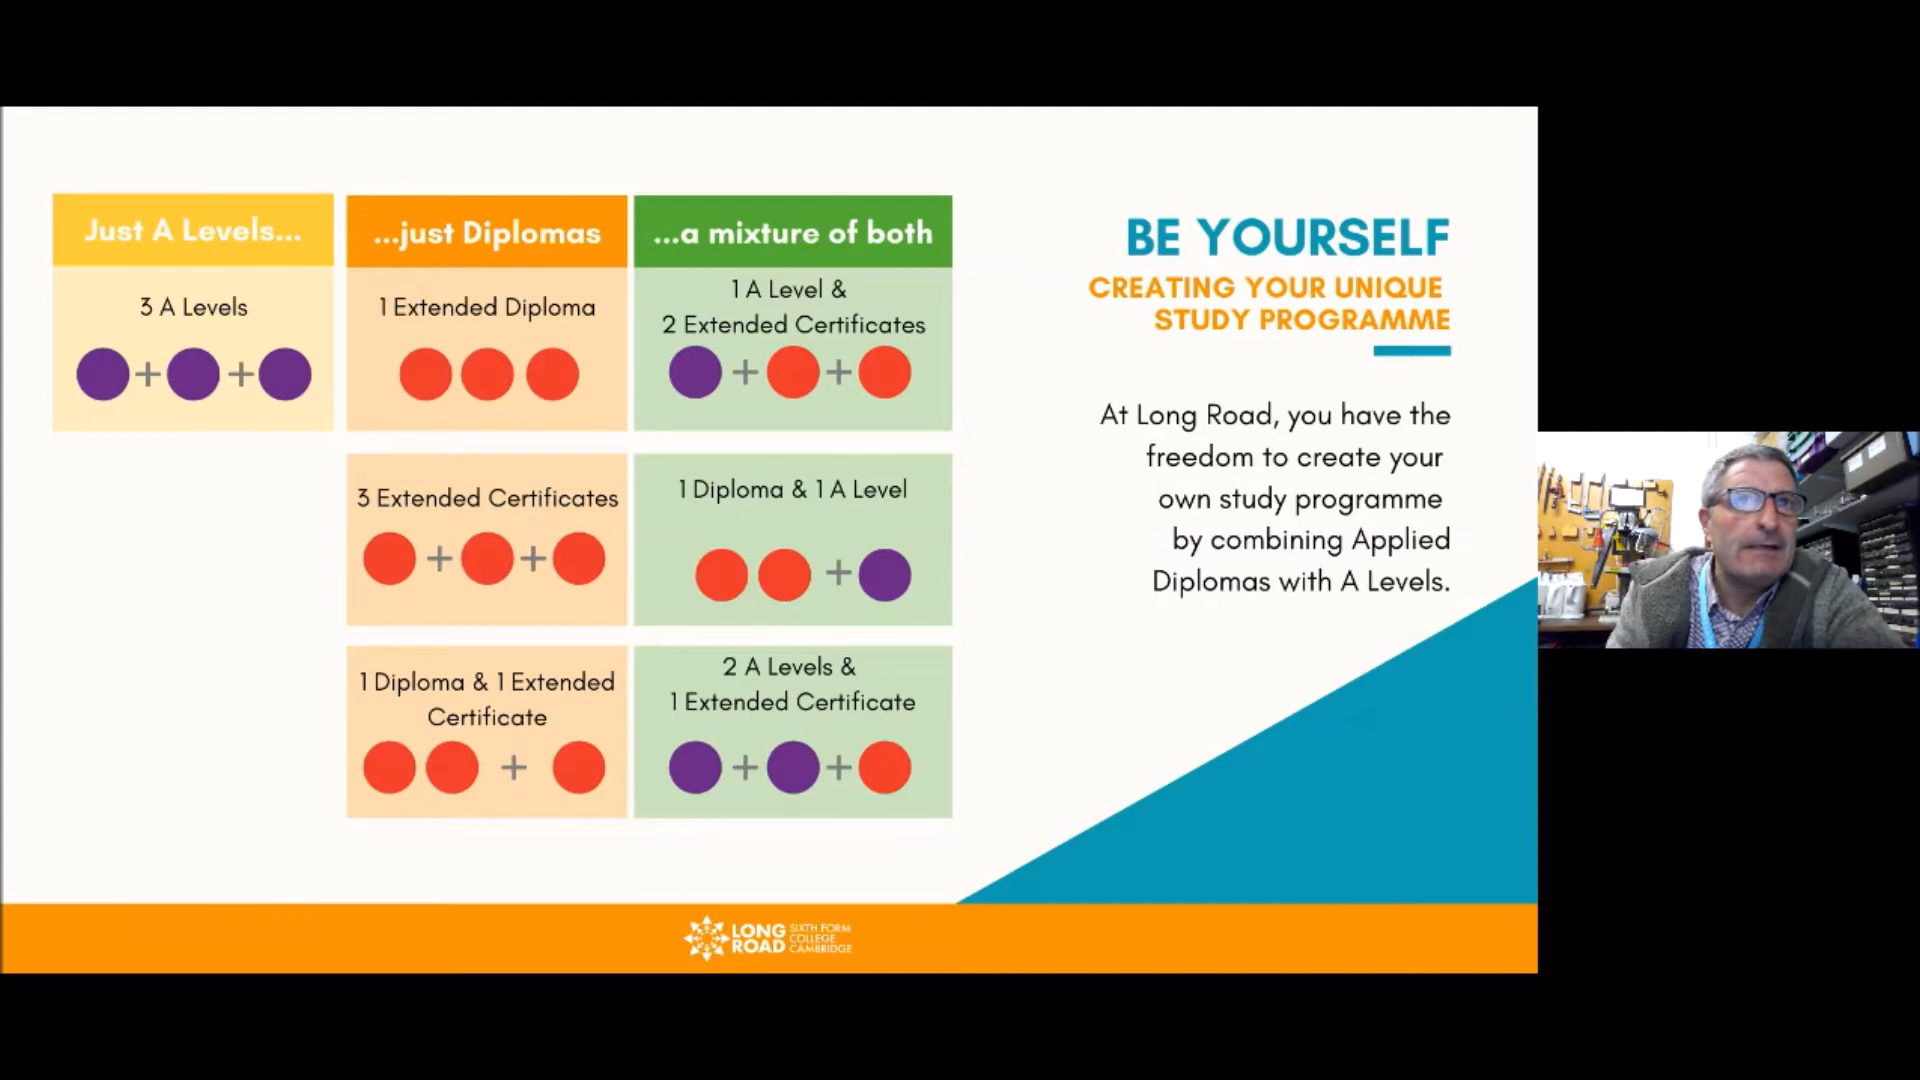 Just A Levels...
3 A Levels
+ +
...just Diplomas
1 Extended Diploma
3 Extended Certificates
+ +
1 Diploma & 1 Extended
Certificate
+
...a mixture of both
1 A Level &
2 Extended Certificates
+ +
1 Diploma & 1 A Level
+
2 A Levels &
1 Extended Certificate
+ +
BE YOURSELF
CREATING YOUR UNIQUE
STUDY PROGRAMME
At Long Road, you have the
freedom to create your
own study programme
by combining Applied
Diplomas with A Levels.
LONG ROAD
SIXTH FORM
COLLEGE
CAMBRIDGE